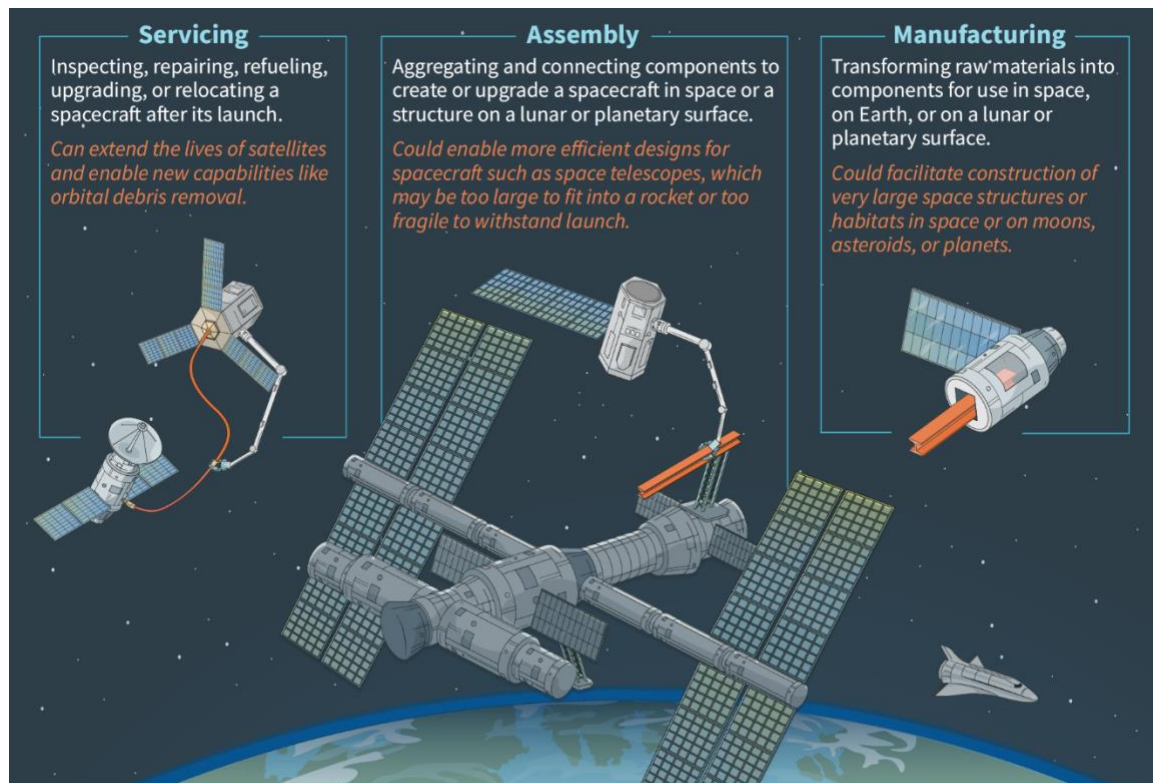 Servicing
Inspecting, repairing, refueling,
upgrading, or relocating a
spacecraft after its launch.
Can extend the lives of satellites
and enable new capabilities like
orbital debris removal.
Assembly
Aggregating and connecting components to
create or upgrade a spacecraft in space or a
structure on a lunar or planetary surface.
Could enable more efficient designs for
spacecraft such as space telescopes, which
may be too large to fit into a rocket or too
fragile to withstand launch.
Manufacturing
Transforming raw materials into
components for use in space,
on Earth, or on a lunar or
planetary surface.
Could facilitate construction of
very large space structures or
habitats in space or on moons,
asteroids, or planets.